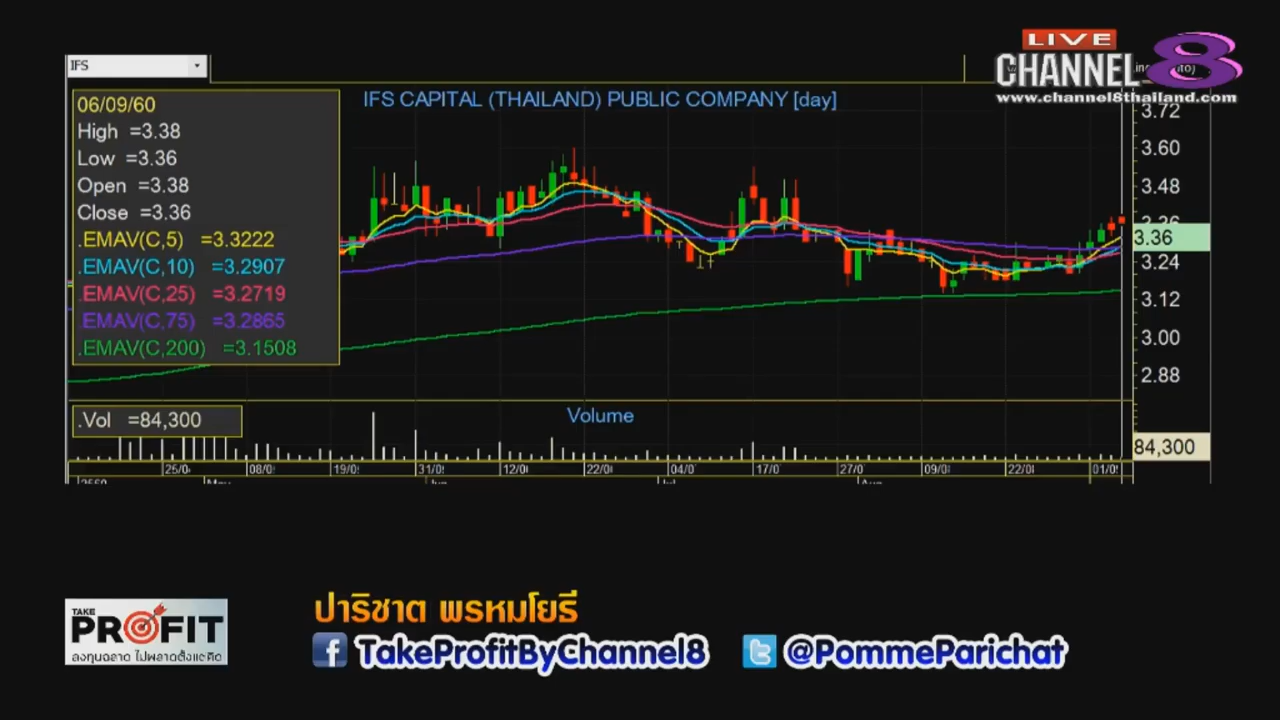 IFS
LIVE
CHANNEL 8
www.channel8thailand.com
IFS CAPITAL (THAILAND) PUBLIC COMPANY [day]
06/09/60
High =3.38
Low =3.36
Open =3.38
Close =3.36
.EMAV(C,5) =3.3222
.EMAV(C,10) =3.2907
.EMAV(C,25) =3.2719
.EMAV(C,75) =3.2865
.EMAV(C,200) =3.1508
3.72
3.60
3.48
3.36
3.36
3.24
3.12
3.00
2.88
.Vol =84,300
Volume
84,300
25/0 08/0 19/0 31/0 12/0 22/0 04/0 17/0 27/0 09/0 22/0 01/0
TAKE
PROFIT
ลงทุนฉลาด ไม่พลาดตั้งแต่คิด
ปาริชาต พรหมโยธี
f TakeProfitByChannel8
t @PommeParichat